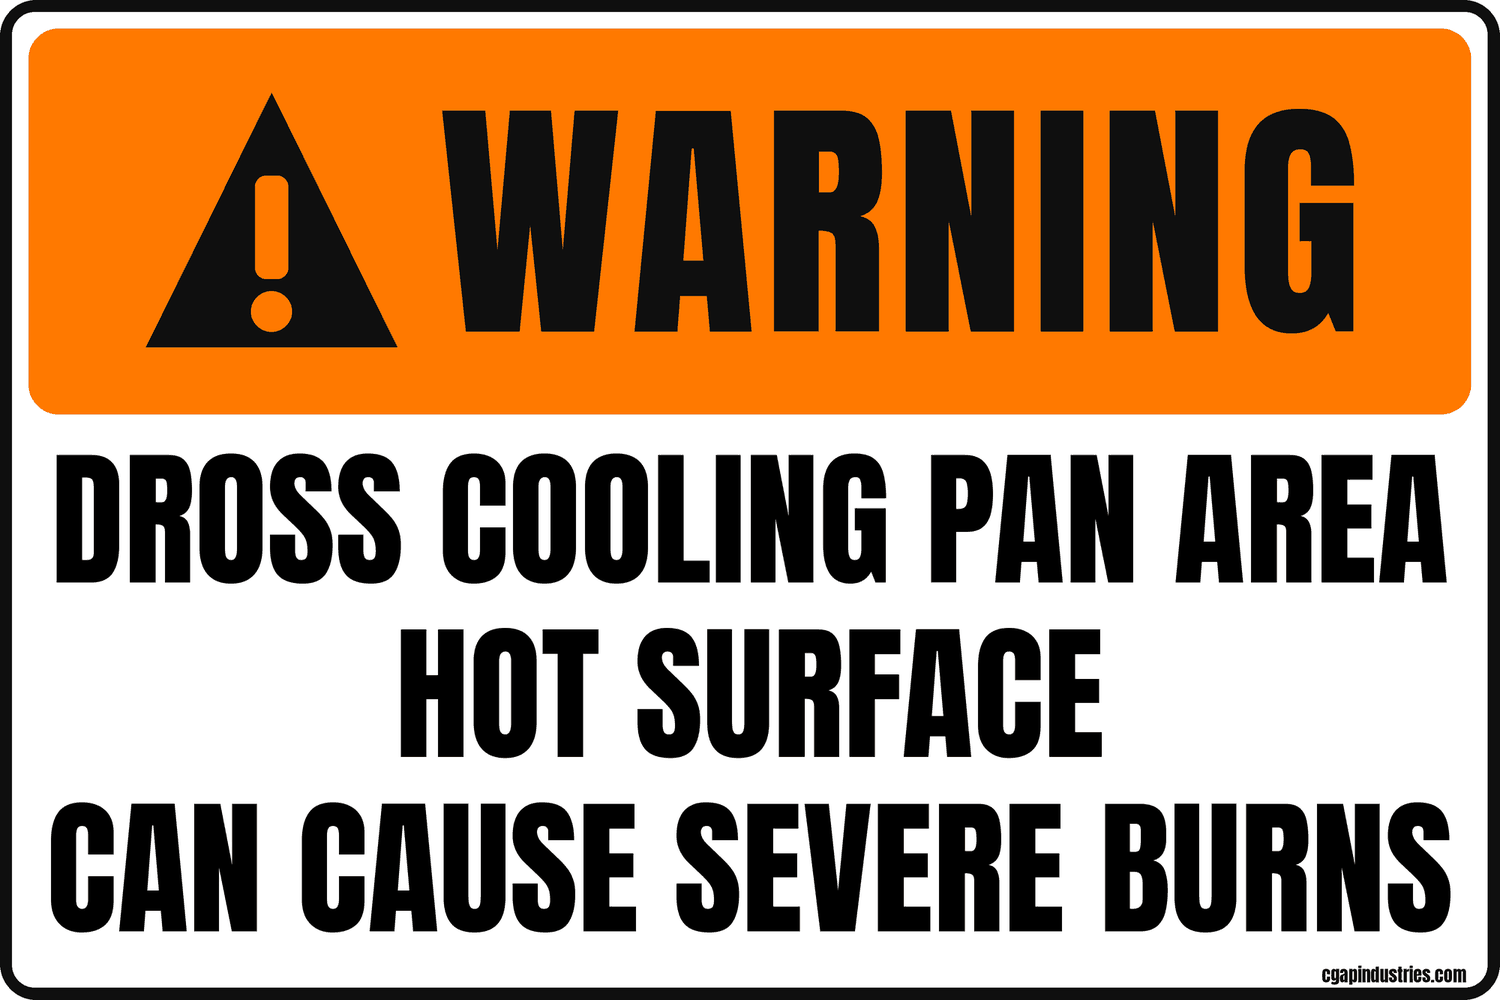 WARNING
DROSS COOLING PAN AREA
HOT SURFACE
CAN CAUSE SEVERE BURNS
cgapindustries.com